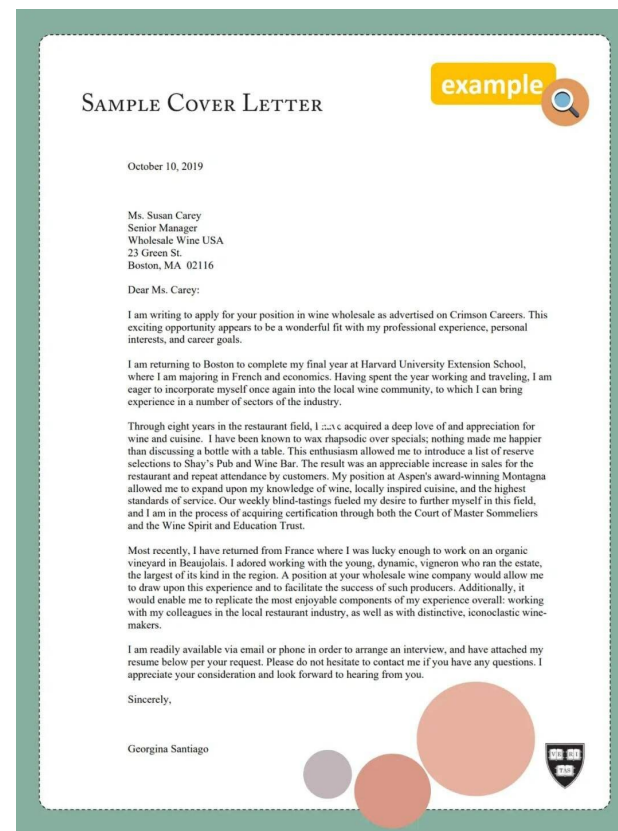 example
SAMPLE COVER LETTER
October 10, 2019
Ms. Susan Carey
Senior Manager
Wholesale Wine USA
23 Green St.
Boston, MA 02116
Dear Ms. Carey:
I am writing to apply for your position in wine wholesale as advertised on Crimson Careers. This
exciting opportunity appears to be a wonderful fit with my professional experience, personal
interests, and career goals.
I am returning to Boston to complete my final year at Harvard University Extension School,
where I am majoring in French and economics. Having spent the year working and traveling, I am
eager to incorporate myself once again into the local wine community, to which I can bring
experience in a number of sectors of the industry.
Through eight years in the restaurant field, I acquired a deep love of and appreciation for
wine and cuisine. I have been known to wax rhapsodic over specials; nothing made me happier
than discussing a bottle with a table. This enthusiasm allowed me to introduce a list of reserve
selections to Shay's Pub and Wine Bar. The result was an appreciable increase in sales for the
restaurant and repeat attendance by customers. My position at Aspen's award-winning Montagna
allowed me to expand upon my knowledge of wine, locally inspired cuisine, and the highest
standards of service. Our weekly blind-tastings fueled my desire to further myself in this field,
and I am in the process of acquiring certification through both the Court of Master Sommeliers
and the Wine Spirit and Education Trust.
Most recently, I have returned from France where I was lucky enough to work on an organic
vineyard in Beaujolais. I adored working with the young, dynamic, vigneron who ran the estate,
the largest of its kind in the region. A position at your wholesale wine company would allow me
to draw upon this experience and to facilitate the success of such producers. Additionally, it
would enable me to replicate the most enjoyable components of my experience overall: working
with my colleagues in the local restaurant industry, as well as with distinctive, iconoclastic wine-
makers.
I am readily available via email or phone in order to arrange an interview, and have attached my
resume below per your request. Please do not hesitate to contact me if you have any questions. I
appreciate your consideration and look forward to hearing from you.
Sincerely,
Georgina Santiago
VE RI
TAS